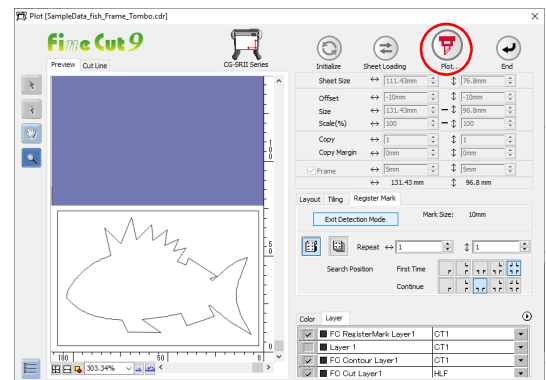 Plot [SampleData_fish_Frame_Tombo.cdr]
Fine Cut 9
CG-SRII Series
Initialize
Sheet Loading
Plot...
End
Preview
Cut Line
Sheet Size
111.43mm
76.8mm
Offset
-10mm
-10mm
Size
131.43mm
96.8mm
Scale(%)
100
100
Copy
1
1
Copy Margin
0mm
0mm
Frame
5mm
5mm
131.43 mm
96.8 mm
Layout
Tiling
Register Mark
Exit Detection Mode
Mark Size:
10mm
Repeat
1
1
Search Position
First Time
Continue
Color
Layer
FC RegisterMark Layer1
CT1
Layer 1
CT1
FC Contour Layer1
CT1
FC Cut Layer1
HLF
100
50
0
100
50
0
303.34%